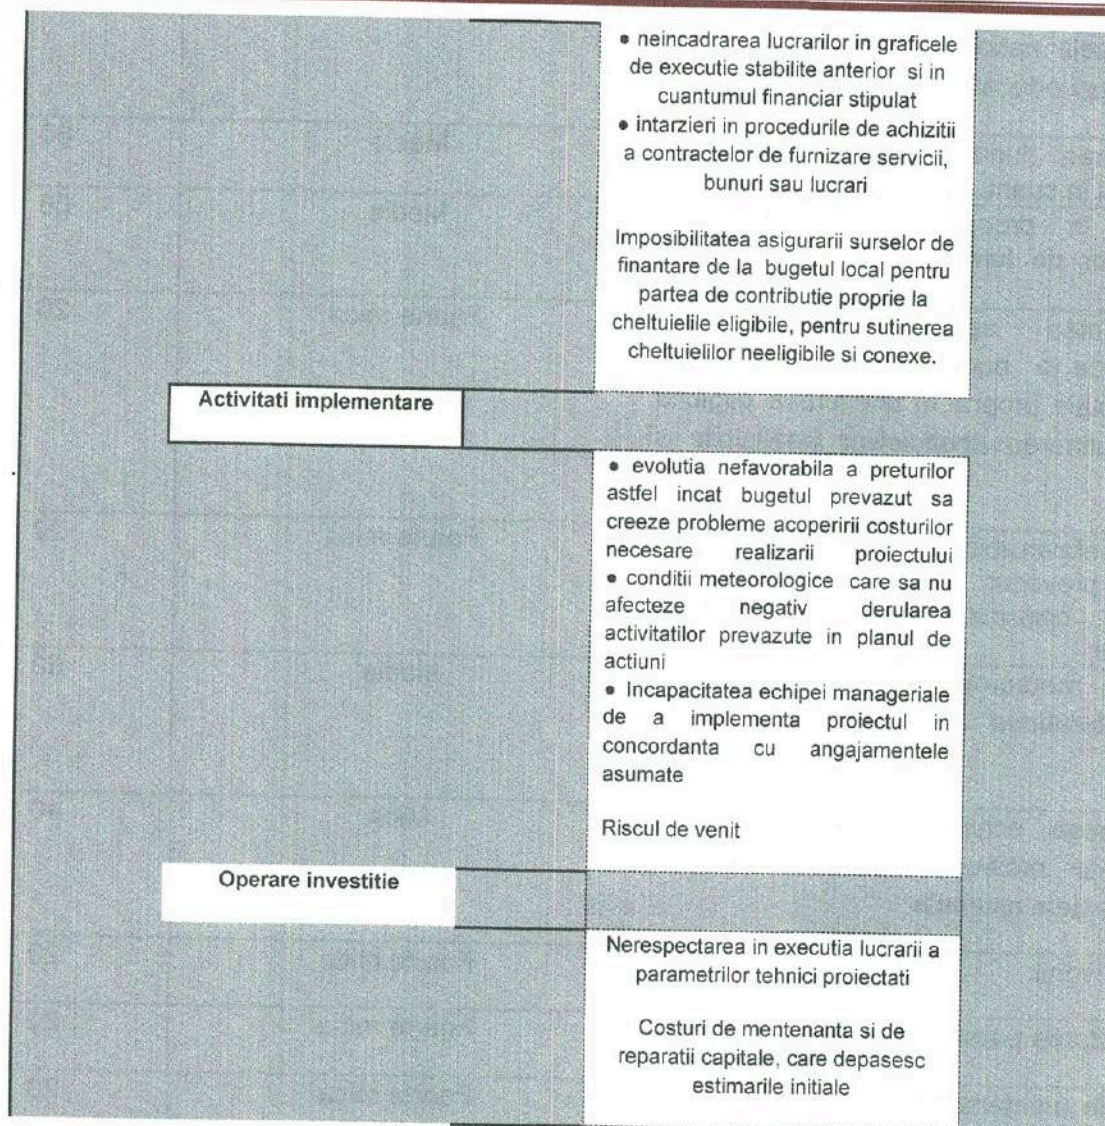 ● neincadrarea lucrarilor in graficele
de executie stabilite anterior si in
cuantumul financiar stipulat
● intarzieri in procedurile de achizitii
a contractelor de furnizare servicii,
bunuri sau lucrari
Imposibilitatea asigurarii surselor de
finantare de la bugetul local pentru
partea de contributie proprie la
cheltuielile eligibile, pentru sutinerea
cheltuielilor neeligibile si conexe.
Activitati implementare
● evolutia nefavorabila a preturilor
astfel incat bugetul prevazut sa
creeze probleme acoperirii costurilor
necesare realizarii proiectului
● conditii meteorologice care sa nu
afecteze negativ derularea
activitatilor prevazute in planul de
actiuni
● Incapacitatea echipei manageriale
de a implementa proiectul in
concordanta cu angajamentele
asumate
Riscul de venit
Operare investitie
Nerespectarea in executia lucrarii a
parametrilor tehnici proiectati
Costuri de mentenanta si de
reparatii capitale, care depasesc
estimarile initiale